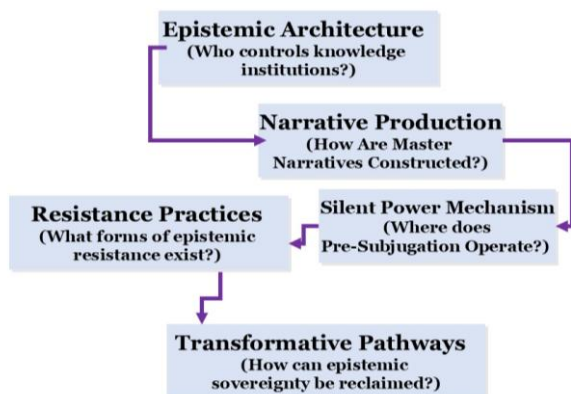 Epistemic Architecture
(Who controls knowledge
institutions?)
Narrative Production
(How Are Master
Narratives Constructed?)
Silent Power Mechanism
(Where does
Pre-Subjugation Operate?)
Resistance Practices
(What forms of epistemic
resistance exist?)
Transformative Pathways
(How can epistemic
sovereignty be reclaimed?)